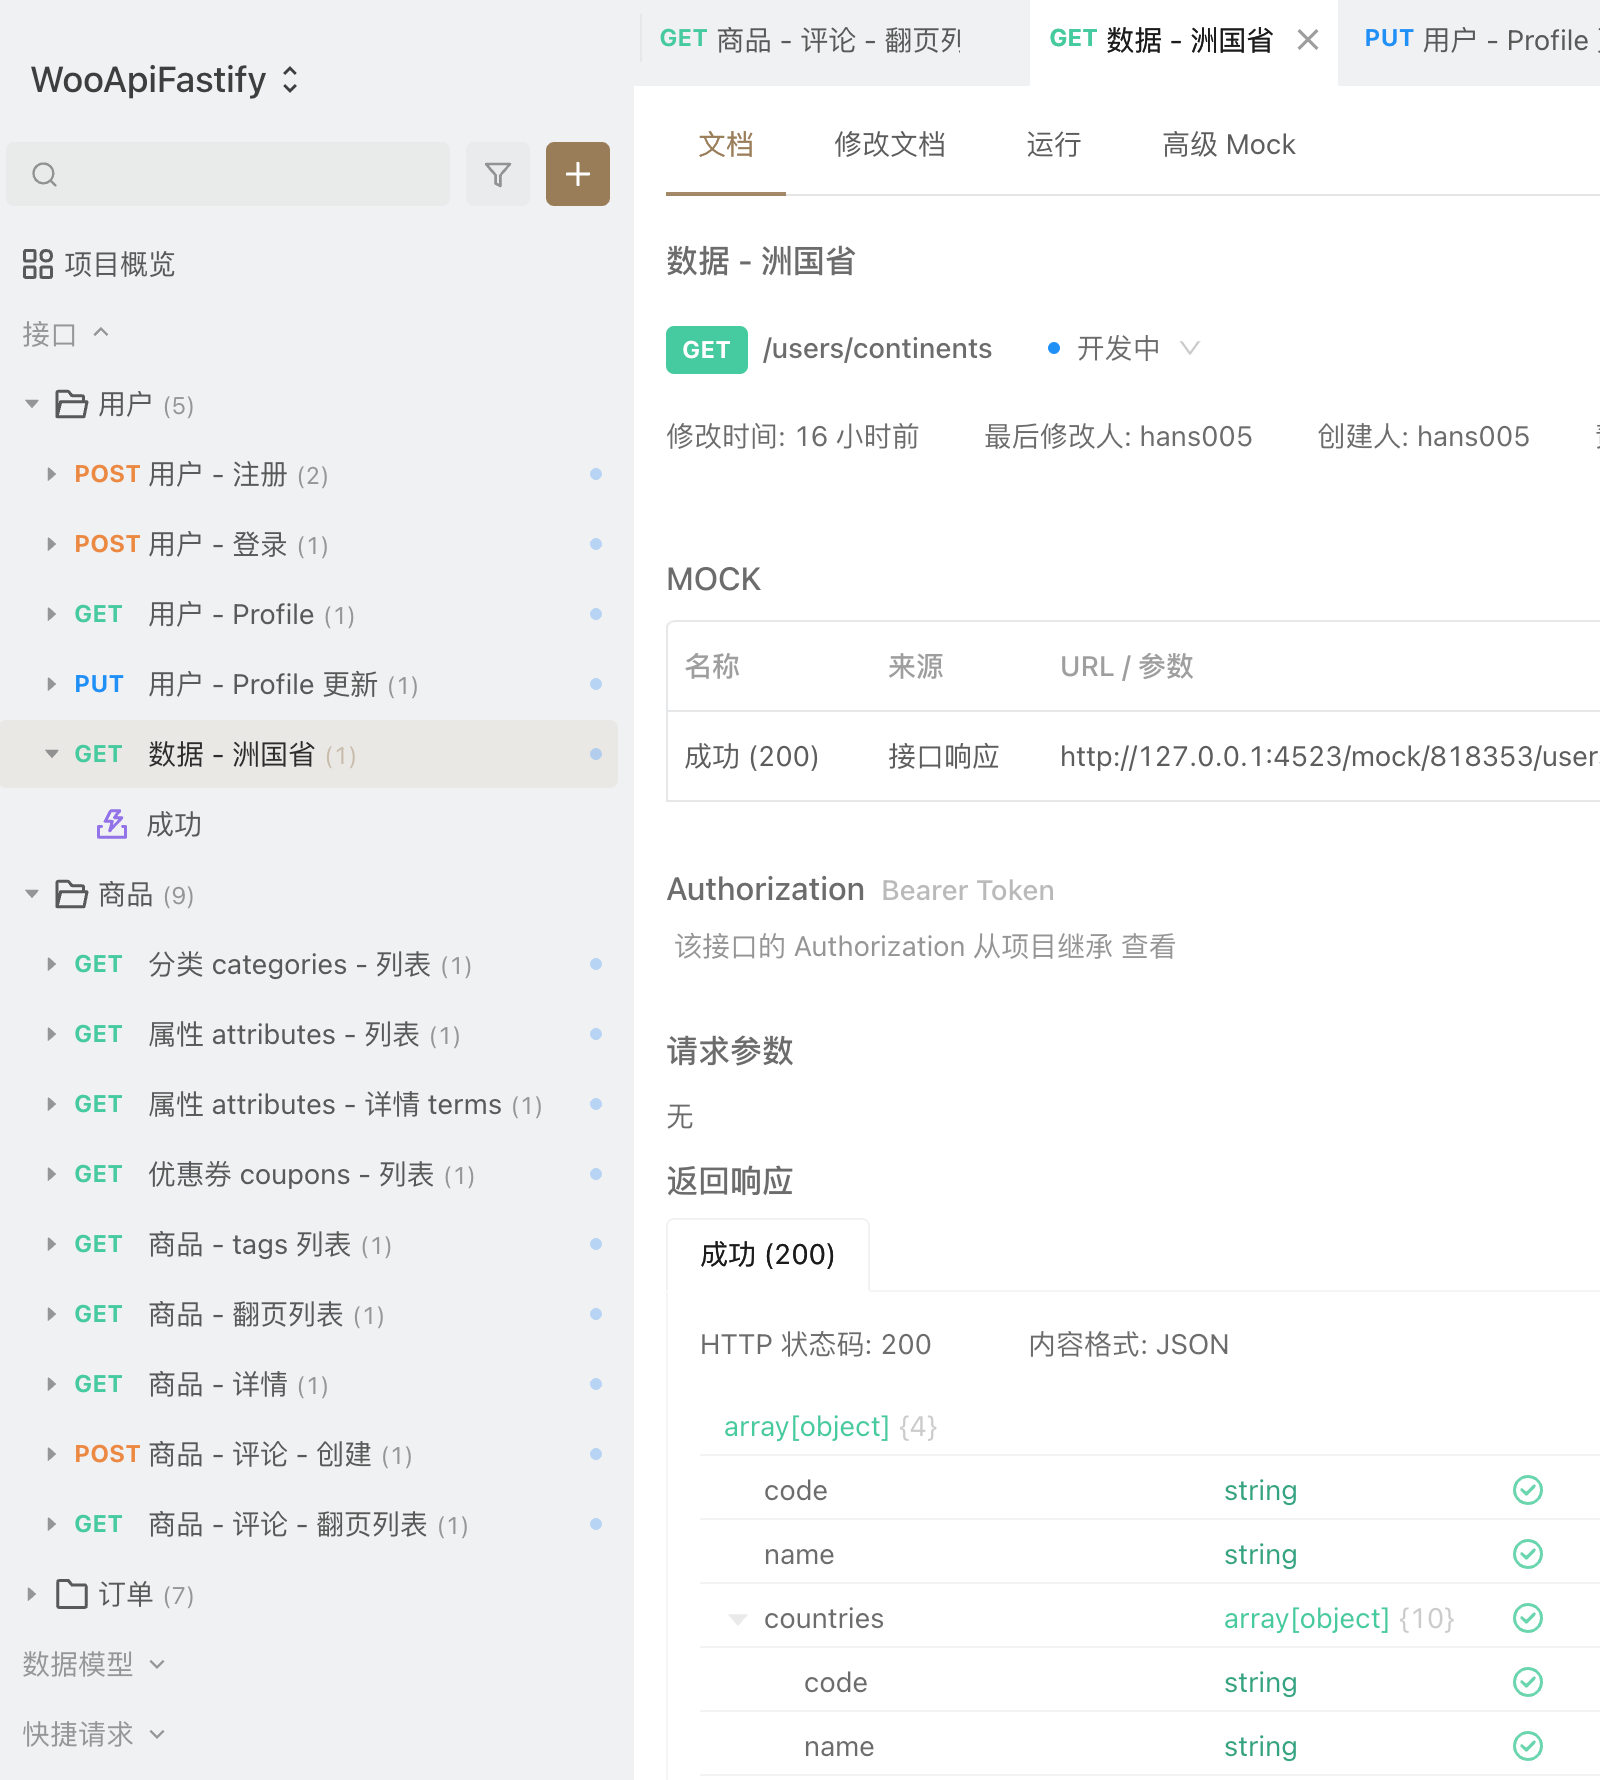 WooApiFastify
项目概览
接口
用户 (5)
POST 用户 - 注册 (2)
POST 用户 - 登录 (1)
GET 用户 - Profile (1)
PUT 用户 - Profile 更新 (1)
GET 数据 - 洲国省 (1)
成功
商品 (9)
GET 分类 categories - 列表 (1)
GET 属性 attributes - 列表 (1)
GET 属性 attributes - 详情 terms (1)
GET 优惠券 coupons - 列表 (1)
GET 商品 - tags 列表 (1)
GET 商品 - 翻页列表 (1)
GET 商品 - 详情 (1)
POST 商品 - 评论 - 创建 (1)
GET 商品 - 评论 - 翻页列表 (1)
订单 (7)
数据模型
快捷请求
GET 商品 - 评论 - 翻页列 GET 数据 - 洲国省 PUT 用户 - Profile
文档 修改文档 运行 高级 Mock
数据 - 洲国省
GET /users/continents 开发中
修改时间: 16 小时前 最后修改人: hans005 创建人: hans005
MOCK
名称 来源 URL / 参数
成功 (200) 接口响应 http://127.0.0.1:4523/mock/818353/user
Authorization Bearer Token
该接口的 Authorization 从项目继承 查看
请求参数
无
返回响应
成功 (200)
HTTP 状态码: 200 内容格式: JSON
array[object] {4}
code string
name string
countries array[object] {10}
code string
name string